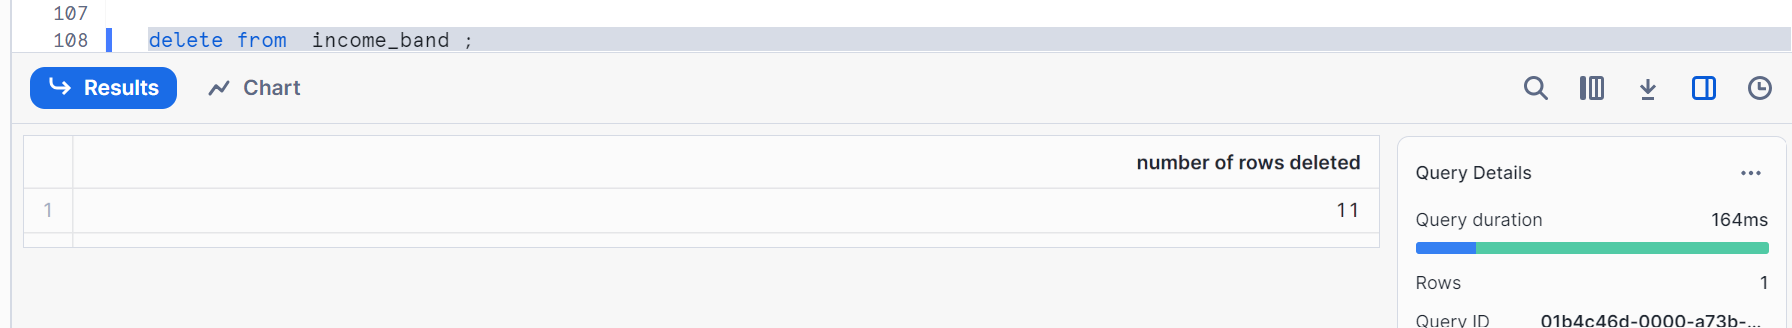 107
108 delete from income_band ;
Results Chart
number of rows deleted
1 11
Query Details ...
Query duration 164ms
Rows 1
Query ID 01b4c46d-0000-a73b-...